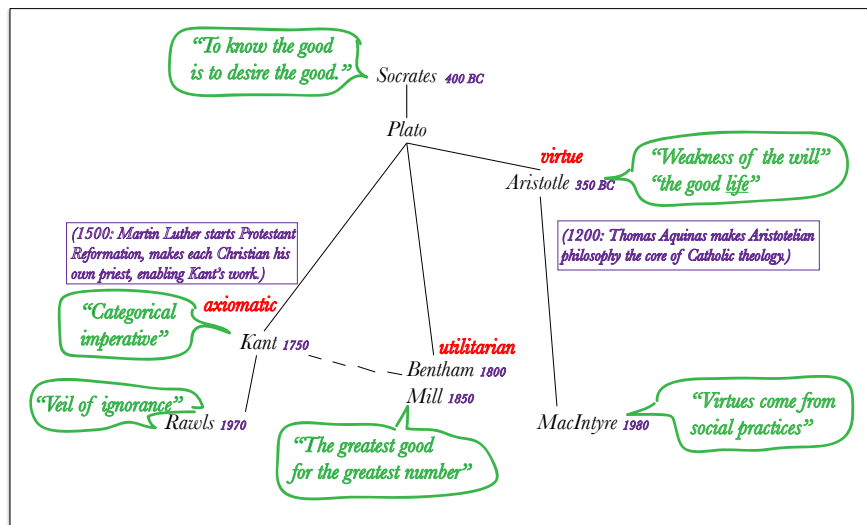 “To know the good
is to desire the good.”
Socrates 400 BC
Plato
virtue
Aristotle 350 BC
“Weakness of the will”
“the good life”
(1500: Martin Luther starts Protestant
Reformation, makes each Christian his
own priest, enabling Kant’s work.)
(1200: Thomas Aquinas makes Aristotelian
philosophy the core of Catholic theology.)
“Categorical
imperative”
axiomatic
Kant 1750
utilitarian
Bentham 1800
Mill 1850
“Veil of ignorance”
Rawls 1970
“The greatest good
for the greatest number”
MacIntyre 1980
“Virtues come from
social practices”